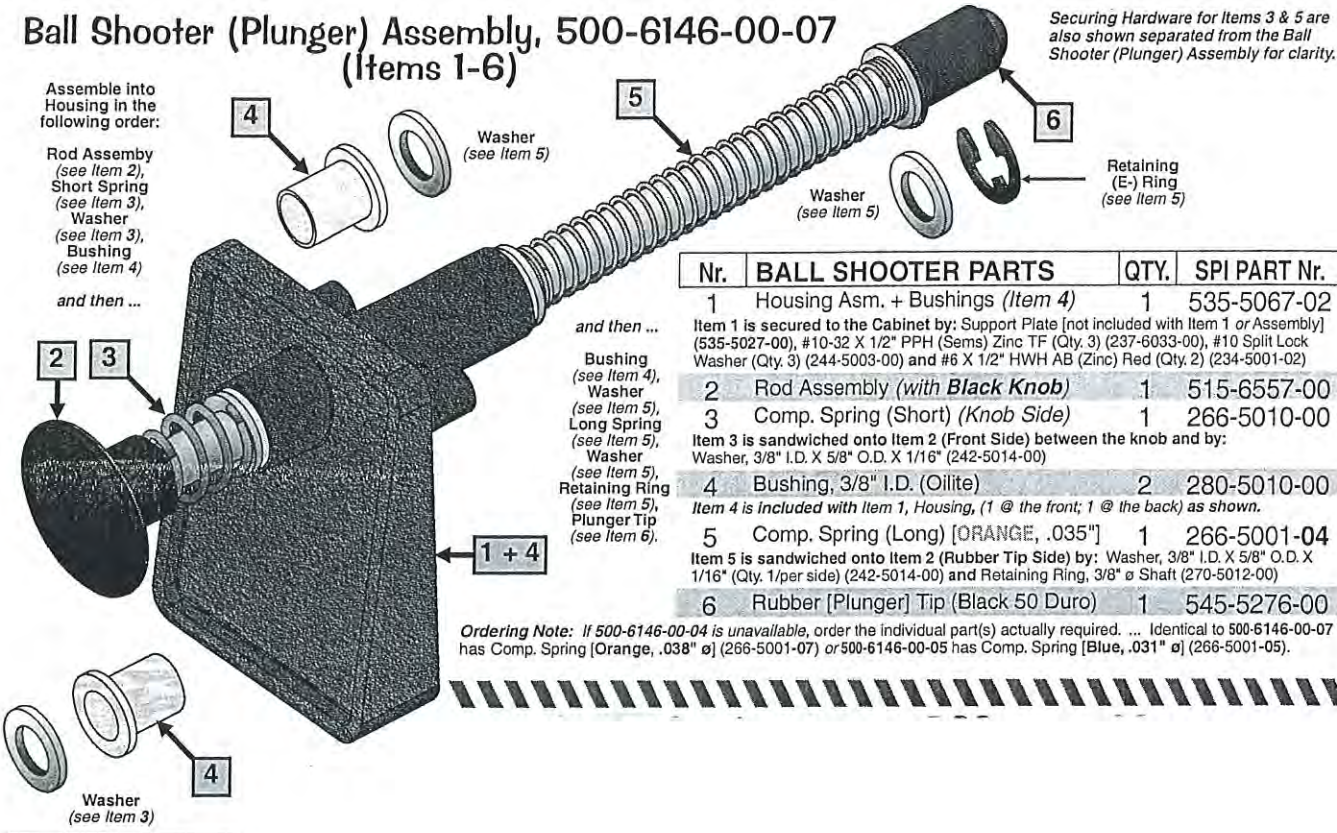 Ball Shooter (Plunger) Assembly, 500-6146-00-07
(Items 1-6)
Securing Hardware for Items 3 & 5 are
also shown separated from the Ball
Shooter (Plunger) Assembly for clarity.
Assemble into
Housing in the
following order:
Rod Assemby
(see Item 2),
Short Spring
(see Item 3),
Washer
(see Item 3),
Bushing
(see Item 4)
and then ...
4
Washer
(see Item 5)
5
6
Washer
(see Item 5)
Retaining
(E-) Ring
(see Item 5)
2
3
and then ...
Bushing
(see Item 4),
Washer
(see Item 5),
Long Spring
(see Item 5),
Washer
(see Item 5),
Retaining Ring
(see Item 5),
Plunger Tip
(see Item 6).
1 + 4
Nr. BALL SHOOTER PARTS QTY. SPI PART Nr.
1 Housing Asm. + Bushings (Item 4) 1 535-5067-02
Item 1 is secured to the Cabinet by: Support Plate [not included with Item 1 or Assembly]
(535-5027-00), #10-32 X 1/2" PPH (Sems) Zinc TF (Qty. 3) (237-6033-00), #10 Split Lock
Washer (Qty. 3) (244-5003-00) and #6 X 1/2" HWH AB (Zinc) Red (Qty. 2) (234-5001-02)
2 Rod Assembly (with Black Knob) 1 515-6557-00
3 Comp. Spring (Short) (Knob Side) 1 266-5010-00
Item 3 is sandwiched onto Item 2 (Front Side) between the knob and by:
Washer, 3/8" I.D. X 5/8" O.D. X 1/16" (242-5014-00)
4 Bushing, 3/8" I.D. (Oilite) 2 280-5010-00
Item 4 is included with Item 1, Housing, (1 @ the front; 1 @ the back) as shown.
5 Comp. Spring (Long) [ORANGE, .035"] 1 266-5001-04
Item 5 is sandwiched onto Item 2 (Rubber Tip Side) by: Washer, 3/8" I.D. X 5/8" O.D. X
1/16" (Qty. 1/per side) (242-5014-00) and Retaining Ring, 3/8" ø Shaft (270-5012-00)
6 Rubber [Plunger] Tip (Black 50 Duro) 1 545-5276-00
Ordering Note: If 500-6146-00-04 is unavailable, order the individual part(s) actually required. ... Identical to 500-6146-00-07
has Comp. Spring [Orange, .038" ø] (266-5001-07) or 500-6146-00-05 has Comp. Spring [Blue, .031" ø] (266-5001-05).
4
Washer
(see Item 3)